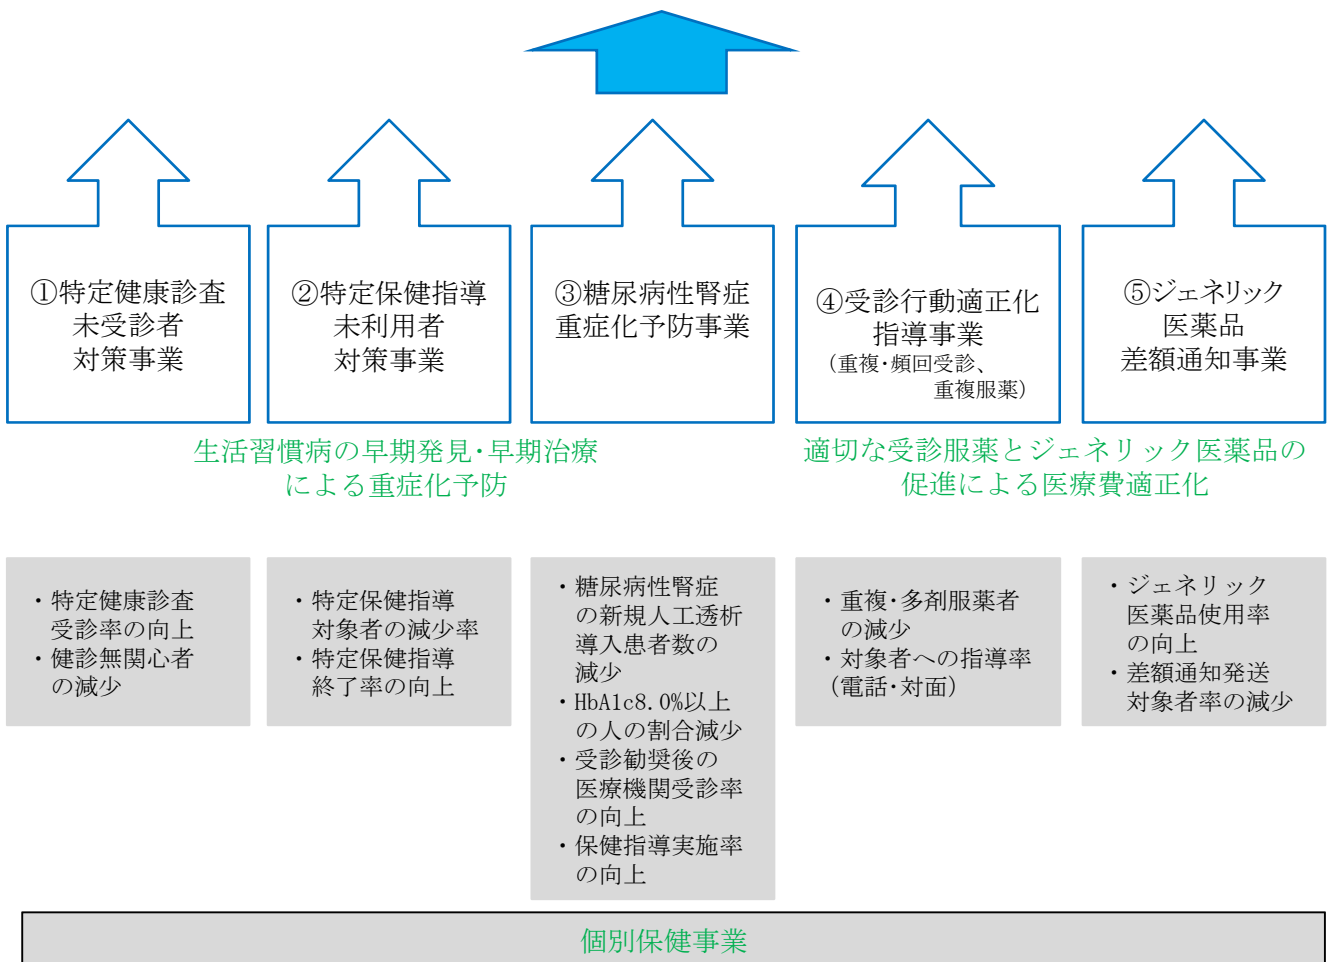 ①特定健康診査
未受診者
対策事業
②特定保健指導
未利用者
対策事業
③糖尿病性腎症
重症化予防事業
④受診行動適正化
指導事業
(重複・頻回受診、
重複服薬)
⑤ジェネリック
医薬品
差額通知事業
生活習慣病の早期発見・早期治療
による重症化予防
適切な受診服薬とジェネリック医薬品の
促進による医療費適正化
・特定健康診査
受診率の向上
・健診無関心者
の減少
・特定保健指導
対象者の減少率
・特定保健指導
終了率の向上
・糖尿病性腎症
の新規人工透析
導入患者数の
減少
・HbA1c8.0%以上
の人の割合減少
・受診勧奨後の
医療機関受診率
の向上
・保健指導実施率
の向上
・重複・多剤服薬者
の減少
・対象者への指導率
(電話・対面)
・ジェネリック
医薬品使用率
の向上
・差額通知発送
対象者率の減少
個別保健事業